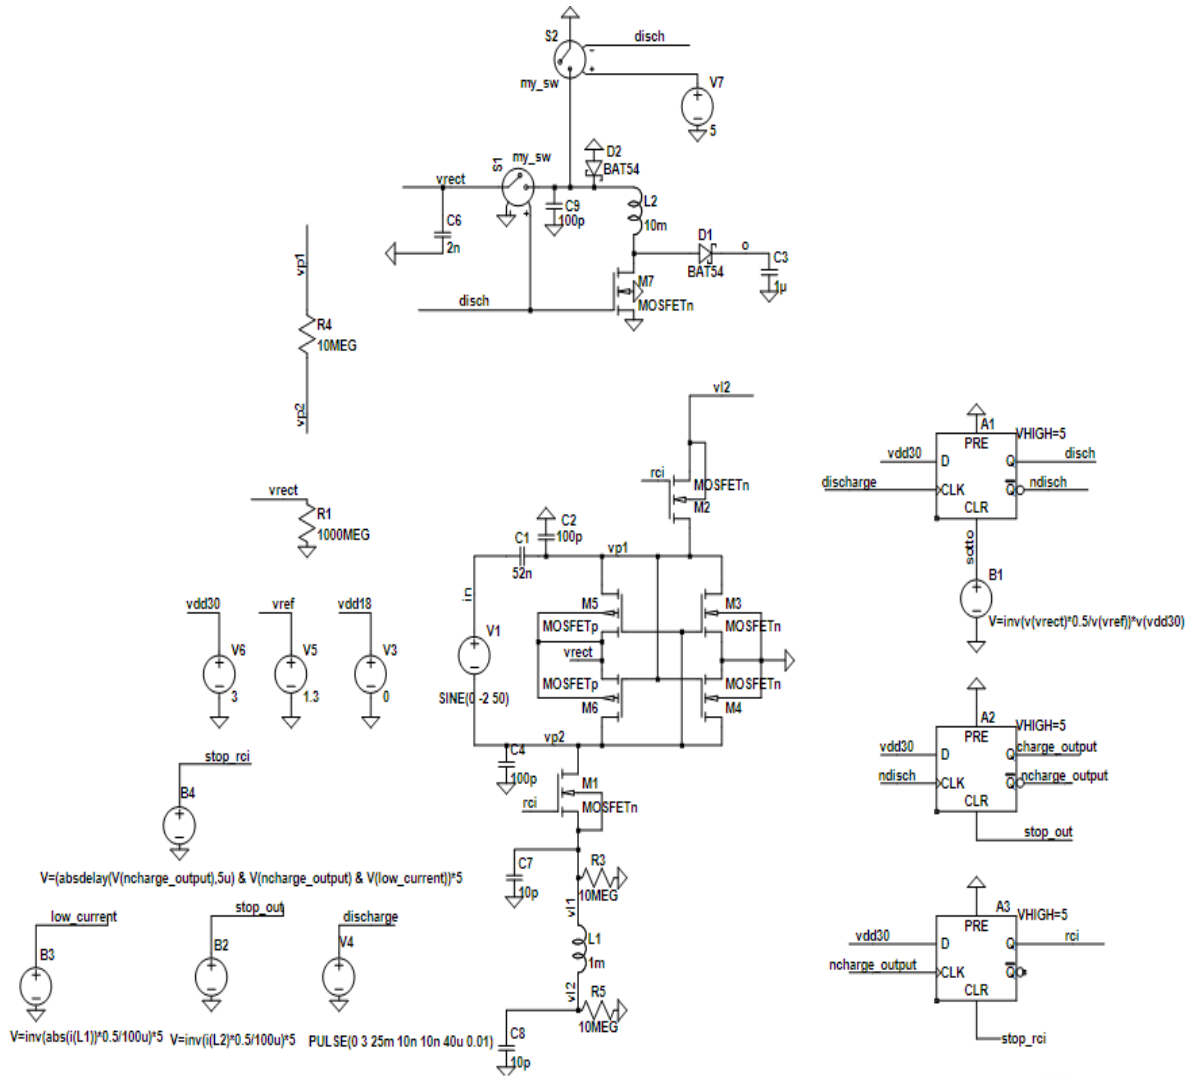 S2
disch
-
+
my_sw
V7
+
-
5
S1
my_sw
D2
BAT54
vrect
+
C9
100p
L2
10m
C6
2n
D1
BAT54
o
C3
1µ
M7
MOSFETn
disch
vp1
R4
10MEG
vp2
vl2
rci
MOSFETn
M2
vrect
R1
1000MEG
C2
100p
C1
52n
vp1
in
M5
MOSFETp
M3
MOSFETn
V1
+
-
SINE(0 -2 50)
vrect
MOSFETp
M6
MOSFETn
M4
vp2
C4
100p
M1
rci
MOSFETn
vdd30
V6
+
-
3
vref
V5
+
-
1.3
vdd18
V3
+
-
0
stop_rci
B4
+
-
V=(absdelay(V(ncharge_output),5u) & V(ncharge_output) & V(low_current))*5
C7
10p
R3
10MEG
vl1
L1
1m
vl2
R5
10MEG
C8
10p
low_current
B3
+
-
V=inv(abs(i(L1))*0.5/100u)*5
stop_out
B2
+
-
V=inv(i(L2)*0.5/100u)*5
discharge
V4
+
-
PULSE(0 3 25m 10n 10n 40u 0.01)
A1
VHIGH=5
PRE
vdd30
D
Q
disch
discharge
CLK
Q
ndisch
CLR
sdtto
B1
+
-
V=inv(v(vrect)*0.5/v(vref))*v(vdd30)
A2
VHIGH=5
PRE
vdd30
D
Q
charge_output
ndisch
CLK
Q
ncharge_output
CLR
stop_out
A3
VHIGH=5
PRE
vdd30
D
Q
rci
ncharge_output
CLK
Q
CLR
stop_rci